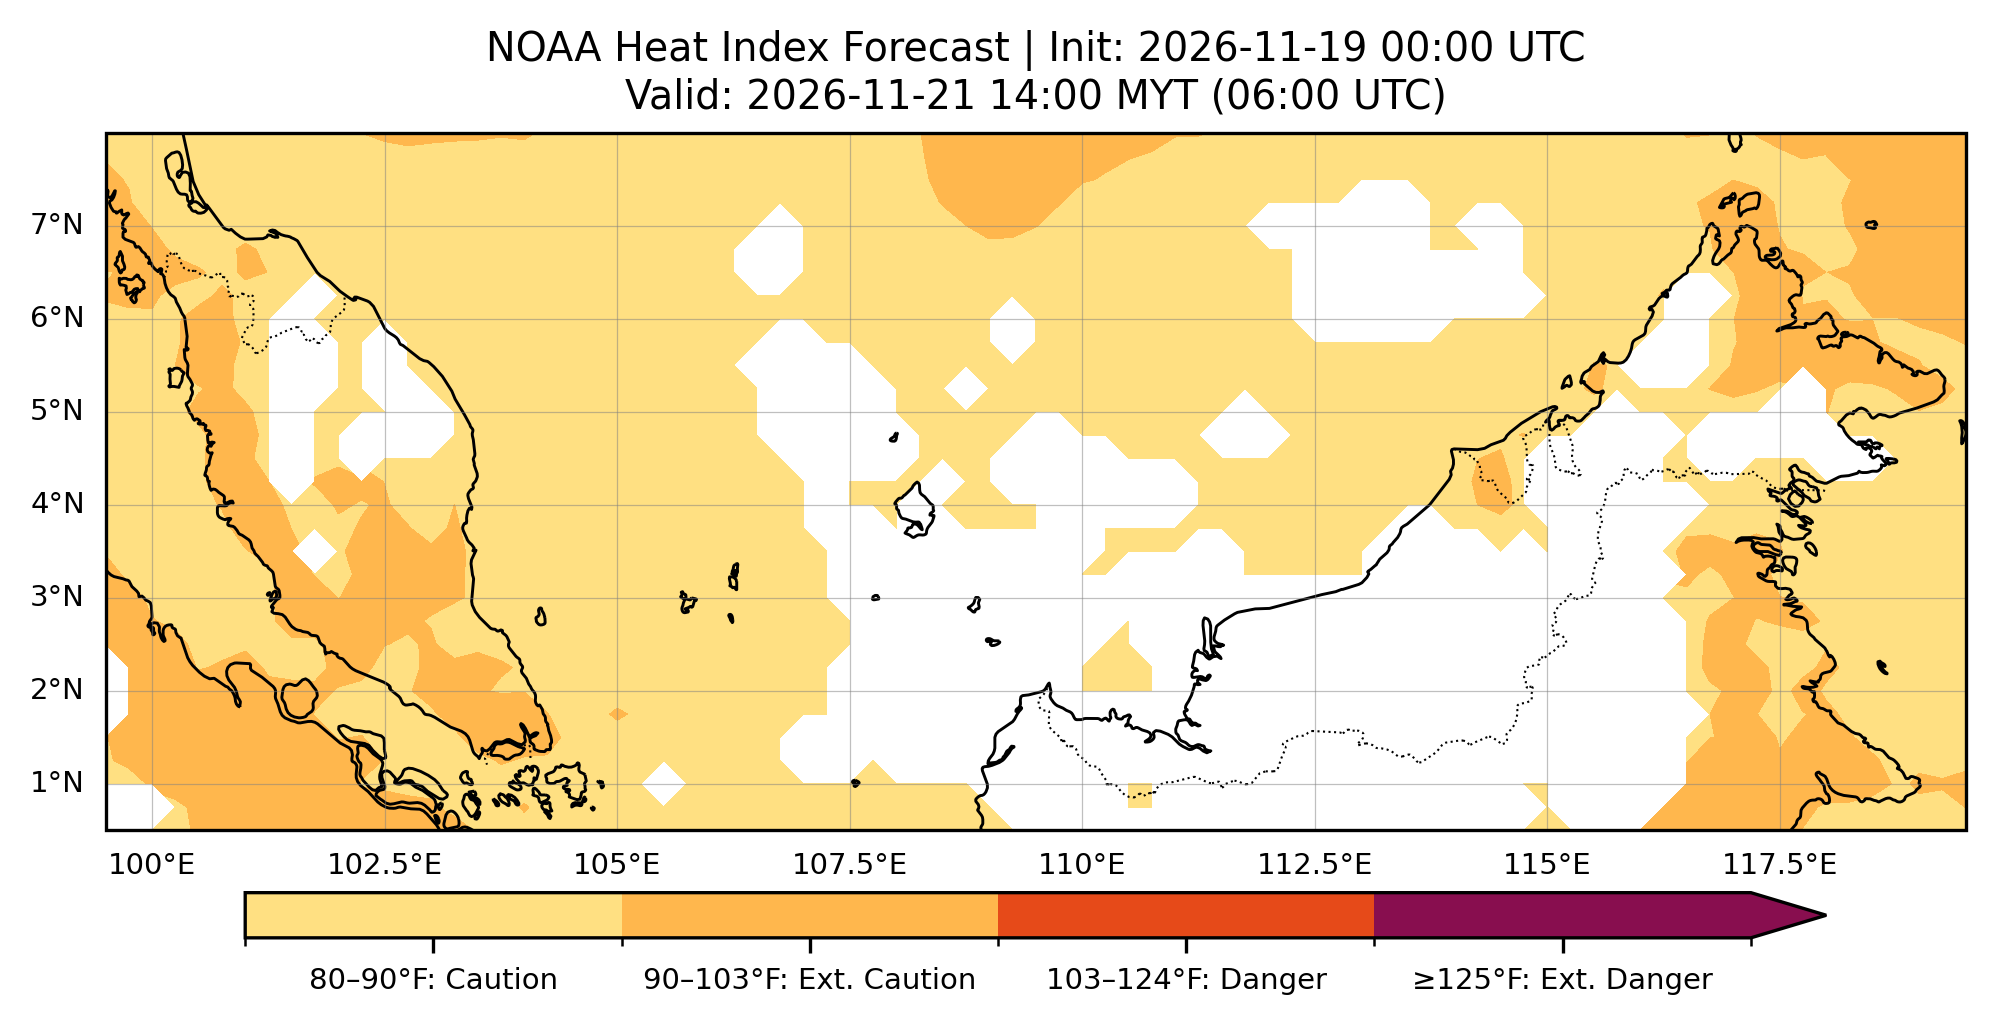 NOAA Heat Index Forecast | Init: 2026-11-19 00:00 UTC
Valid: 2026-11-21 14:00 MYT (06:00 UTC)
7°N
6°N
5°N
4°N
3°N
2°N
1°N
100°E 102.5°E 105°E 107.5°E 110°E 112.5°E 115°E 117.5°E
80–90°F: Caution 90–103°F: Ext. Caution 103–124°F: Danger ≥125°F: Ext. Danger